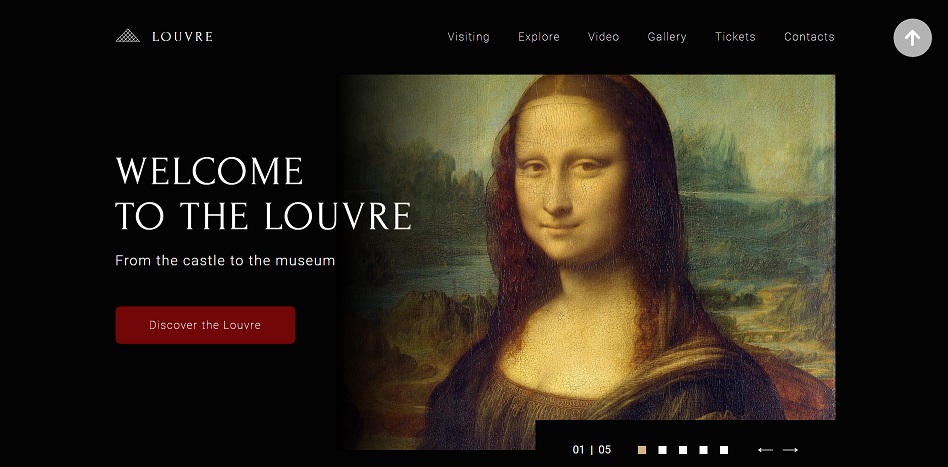 LOUVRE
Visiting Explore Video Gallery Tickets Contacts
WELCOME
TO THE LOUVRE
From the castle to the museum
Discover the Louvre
01 | 05